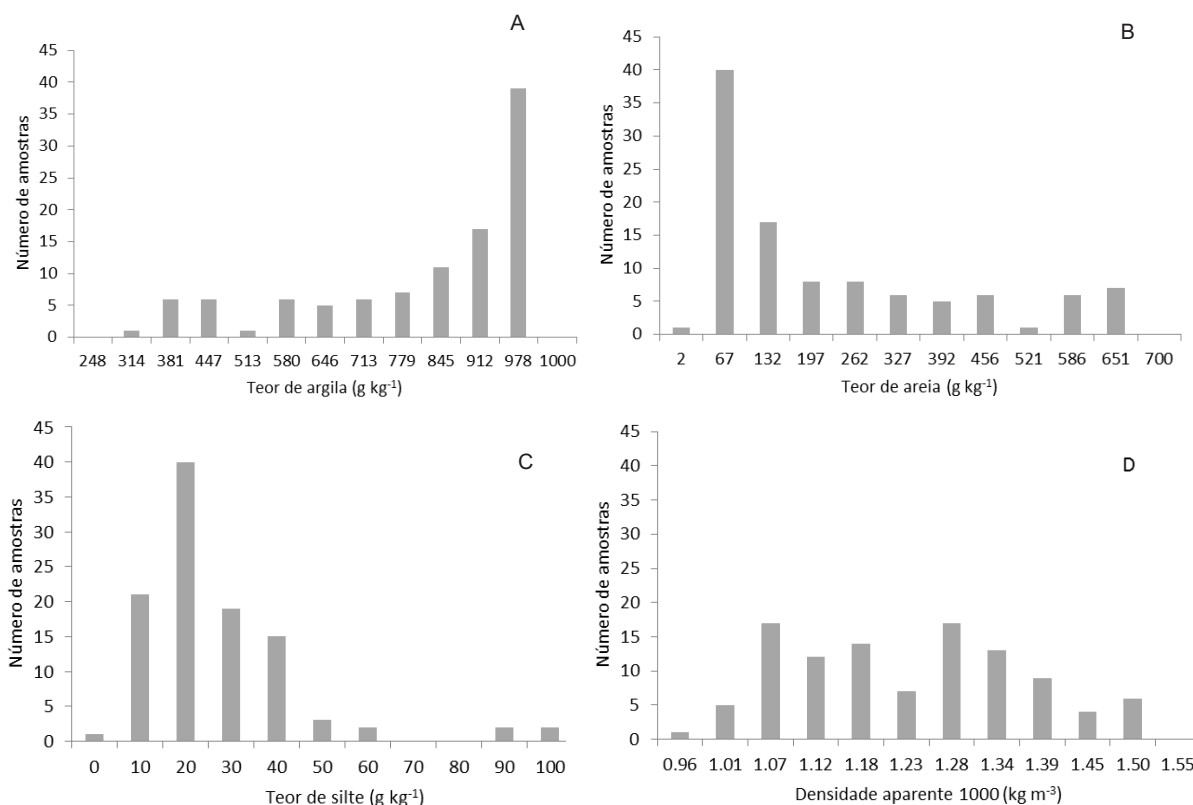 A
Número de amostras
45
40
35
30
25
20
15
10
5
0
248 314 381 447 513 580 646 713 779 845 912 978 1000
Teor de argila (g kg⁻¹)
B
Número de amostras
45
40
35
30
25
20
15
10
5
0
2 67 132 197 262 327 392 456 521 586 651 700
Teor de areia (g kg⁻¹)
C
Número de amostras
45
40
35
30
25
20
15
10
5
0
0 10 20 30 40 50 60 70 80 90 100
Teor de silte (g kg⁻¹)
D
Número de amostras
45
40
35
30
25
20
15
10
5
0
0.96 1.01 1.07 1.12 1.18 1.23 1.28 1.34 1.39 1.45 1.50 1.55
Densidade aparente 1000 (kg m⁻³)